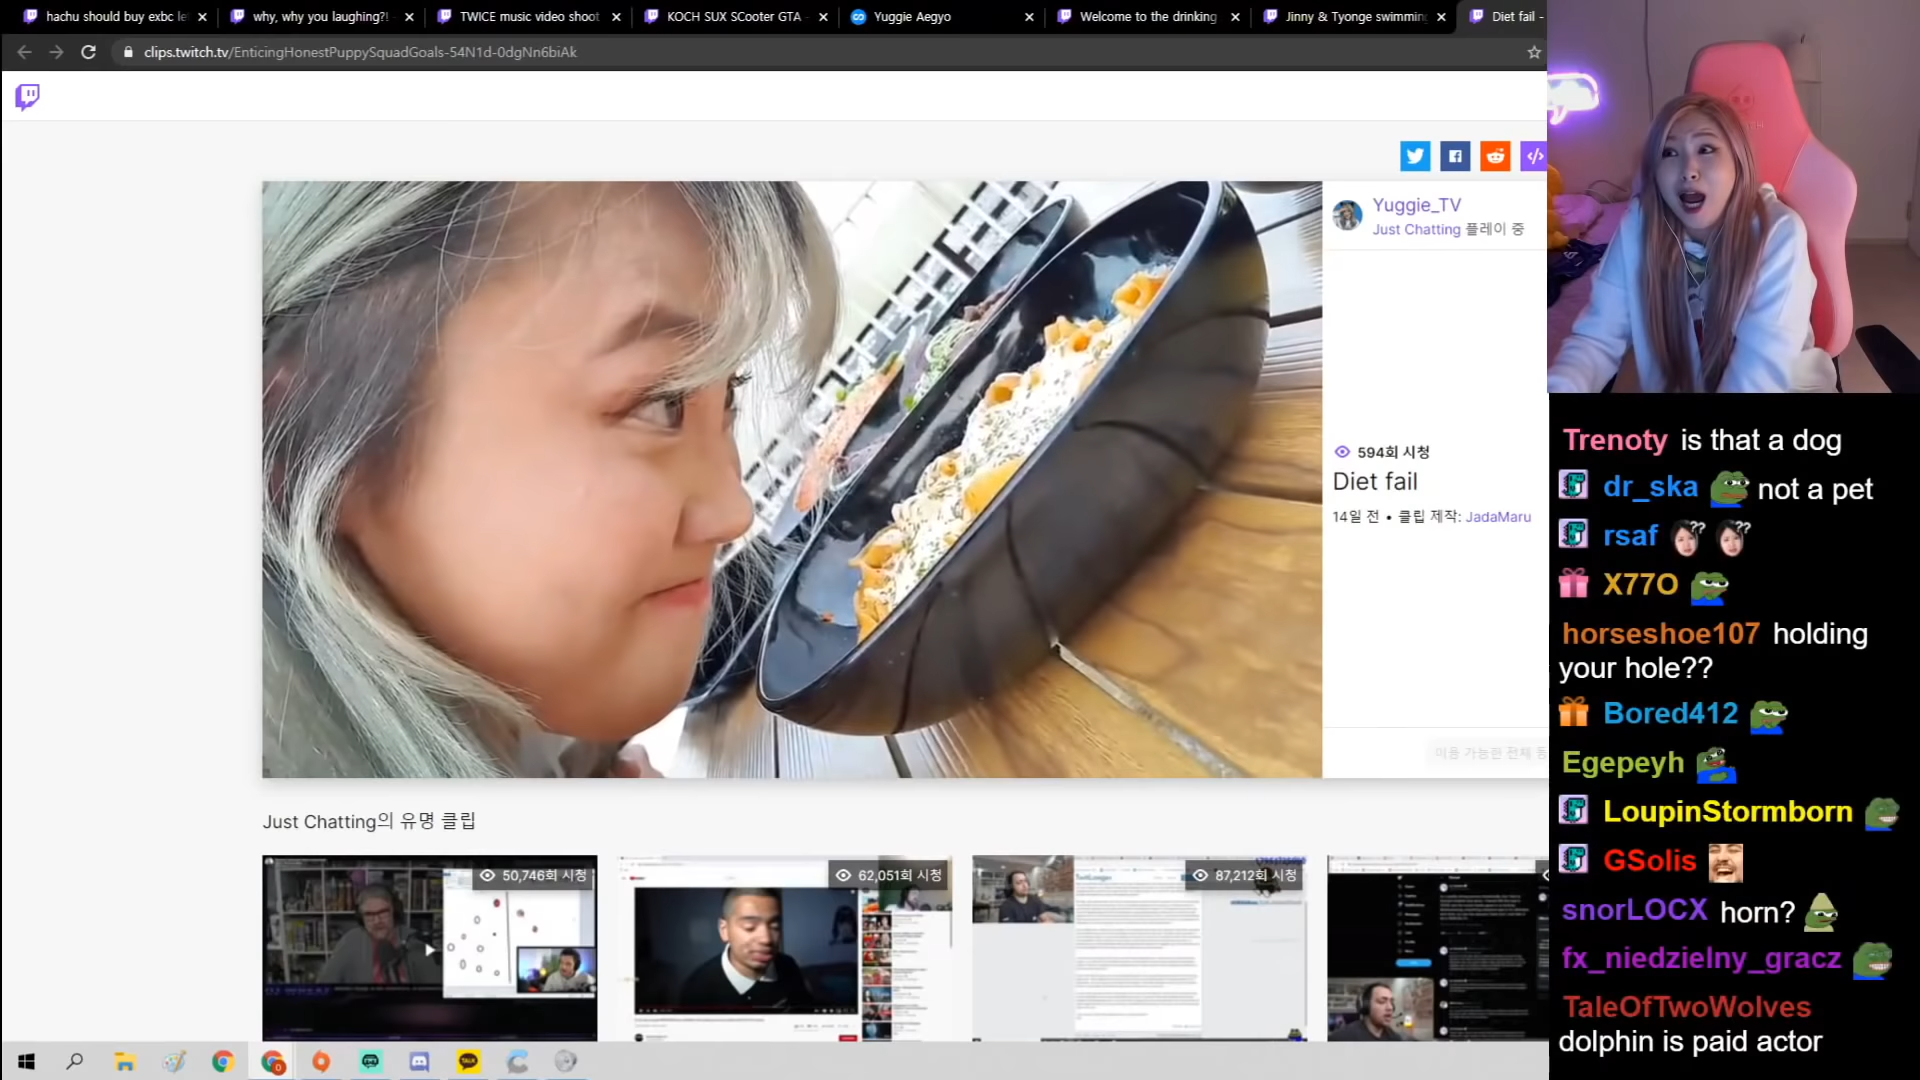 hachu should buy exbc le
why, why you laughing?!
TWICE music video shoot
KOCH SUX SCooter GTA
Yuggie Aegyo
Welcome to the drinking
Jinny & Tyonge swimming
Diet fail -
clips.twitch.tv/EnticingHonestPuppySquadGoals-54N1d-0dgNn6biAk
Yuggie_TV
Just Chatting 플레이 중
594회 시청
Diet fail
14일 전 • 클립 제작: JadaMaru
Just Chatting의 유명 클립
50,746회 시청
62,051회 시청
87,212회 시청
Trenoty is that a dog
dr_ska not a pet
rsaf
X77O
horseshoe107 holding
your hole??
Bored412
Egepeyh
LoupinStormborn
GSolis
snorLOCX horn?
fx_niedzielny_gracz
TaleOfTwoWolves
dolphin is paid actor